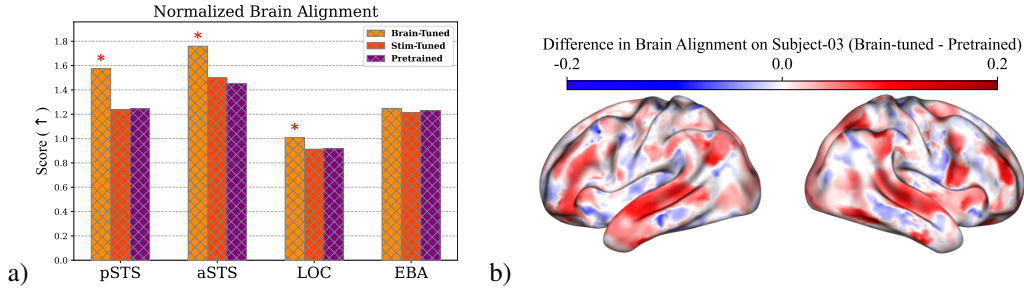 Normalized Brain Alignment
Score ( ↑ )
1.8
1.6
1.4
1.2
1.0
0.8
0.6
0.4
0.2
0.0
*
*
*
Brain-Tuned
Stim-Tuned
Pretrained
pSTS aSTS LOC EBA
a)
Difference in Brain Alignment on Subject-03 (Brain-tuned - Pretrained)
-0.2 0.0 0.2
b)